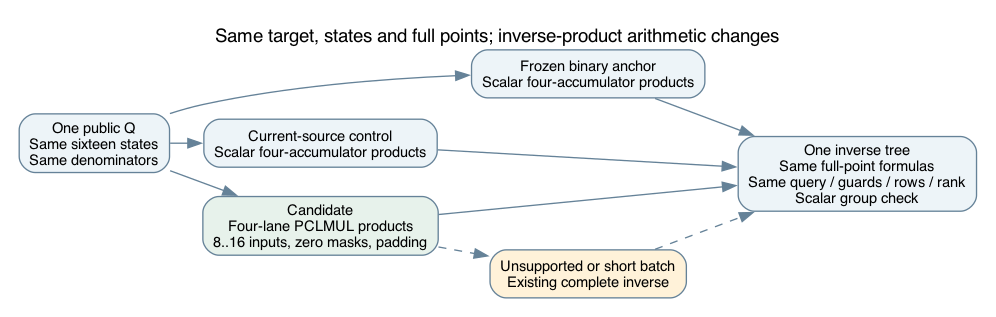 Same target, states and full points; inverse-product arithmetic changes
Frozen binary anchor
Scalar four-accumulator products
One public Q
Same sixteen states
Same denominators
Current-source control
Scalar four-accumulator products
One inverse tree
Same full-point formulas
Same query / guards / rows / rank
Scalar group check
Candidate
Four-lane PCLMUL products
8..16 inputs, zero masks, padding
Unsupported or short batch
Existing complete inverse